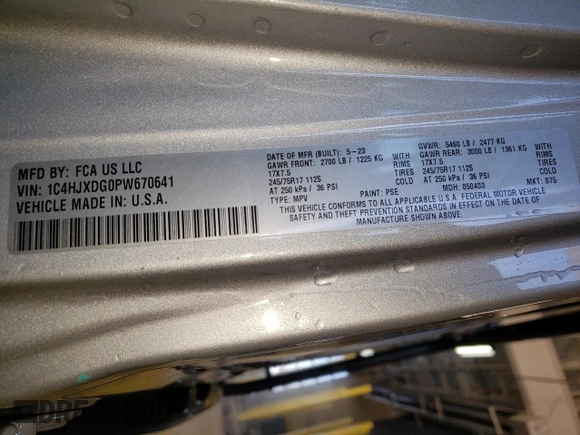 MFD BY: FCA US LLC
VIN: 1C4HJXDG0PW670641
VEHICLE MADE IN: U.S.A.
DATE OF MFR (BUILT): 5-23
GAWR FRONT: 2700 LB / 1225 KG
17X7.5
245/75R17 112S
AT 250 kPa / 36 PSI
TYPE: MPV
GVWR: 5460 LB / 2477 KG
GAWR REAR: 3000 LB / 1361 KG
WITH TIRES RIMS COLD
17X7.5
245/75R17 112S
AT 250 kPa / 36 PSI
WITH TIRES RIMS COLD
PAINT: PSE
MDH: 050403
MKT: 875
THIS VEHICLE CONFORMS TO ALL APPLICABLE U.S.A. FEDERAL MOTOR VEHICLE
SAFETY AND THEFT PREVENTION STANDARDS IN EFFECT ON THE DATE OF
MANUFACTURE SHOWN ABOVE.
DREAMBID